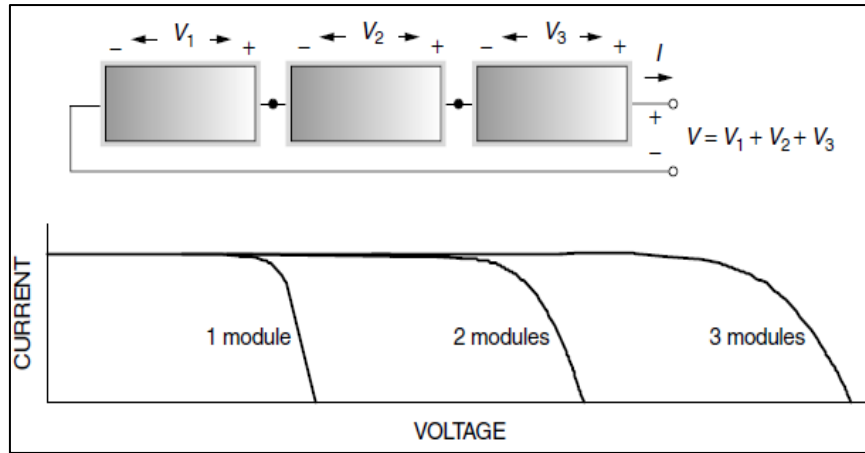 – V1 + – V2 + – V3 +
I
+
V = V1 + V2 + V3
–
CURRENT
1 module 2 modules 3 modules
VOLTAGE